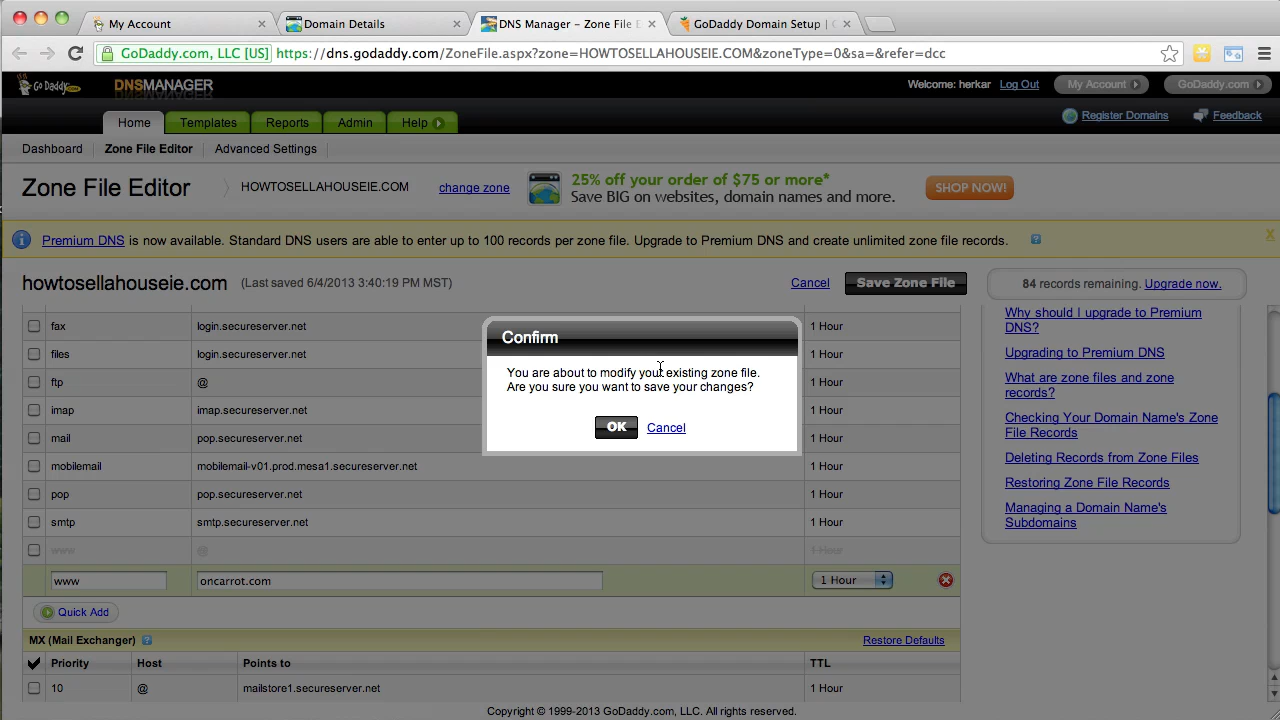 My Account
Domain Details
DNS Manager – Zone File E
GoDaddy Domain Setup | C
GoDaddy.com, LLC [US]
https://dns.godaddy.com/ZoneFile.aspx?zone=HOWTOSELLAHOUSEIE.COM&zoneType=0&sa=&refer=dcc
Go Daddy.com
DNSMANAGER
Welcome: herkar
Log Out
My Account
GoDaddy.com
Home
Templates
Reports
Admin
Help
Register Domains
Feedback
Dashboard
Zone File Editor
Advanced Settings
Zone File Editor
HOWTOSELLAHOUSEIE.COM
change zone
25% off your order of $75 or more*
Save BIG on websites, domain names and more.
SHOP NOW!
Premium DNS is now available. Standard DNS users are able to enter up to 100 records per zone file. Upgrade to Premium DNS and create unlimited zone file records. ?
X
howtosellahouseie.com
(Last saved 6/4/2013 3:40:19 PM MST)
Cancel
Save Zone File
84 records remaining. Upgrade now.
fax login.secureserver.net 1 Hour
files login.secureserver.net 1 Hour
ftp @ 1 Hour
imap imap.secureserver.net 1 Hour
mail pop.secureserver.net 1 Hour
mobilemail mobilemail-v01.prod.mesa1.secureserver.net 1 Hour
pop pop.secureserver.net 1 Hour
smtp smtp.secureserver.net 1 Hour
www @ 1 Hour
www oncarrot.com 1 Hour
Quick Add
MX (Mail Exchanger) ?
Restore Defaults
Priority Host Points to TTL
10 @ mailstore1.secureserver.net 1 Hour
Confirm
You are about to modify your existing zone file.
Are you sure you want to save your changes?
OK
Cancel
Why should I upgrade to Premium
DNS?
Upgrading to Premium DNS
What are zone files and zone
records?
Checking Your Domain Name's Zone
File Records
Deleting Records from Zone Files
Restoring Zone File Records
Managing a Domain Name's
Subdomains
Copyright © 1999-2013 GoDaddy.com, LLC. All rights reserved.